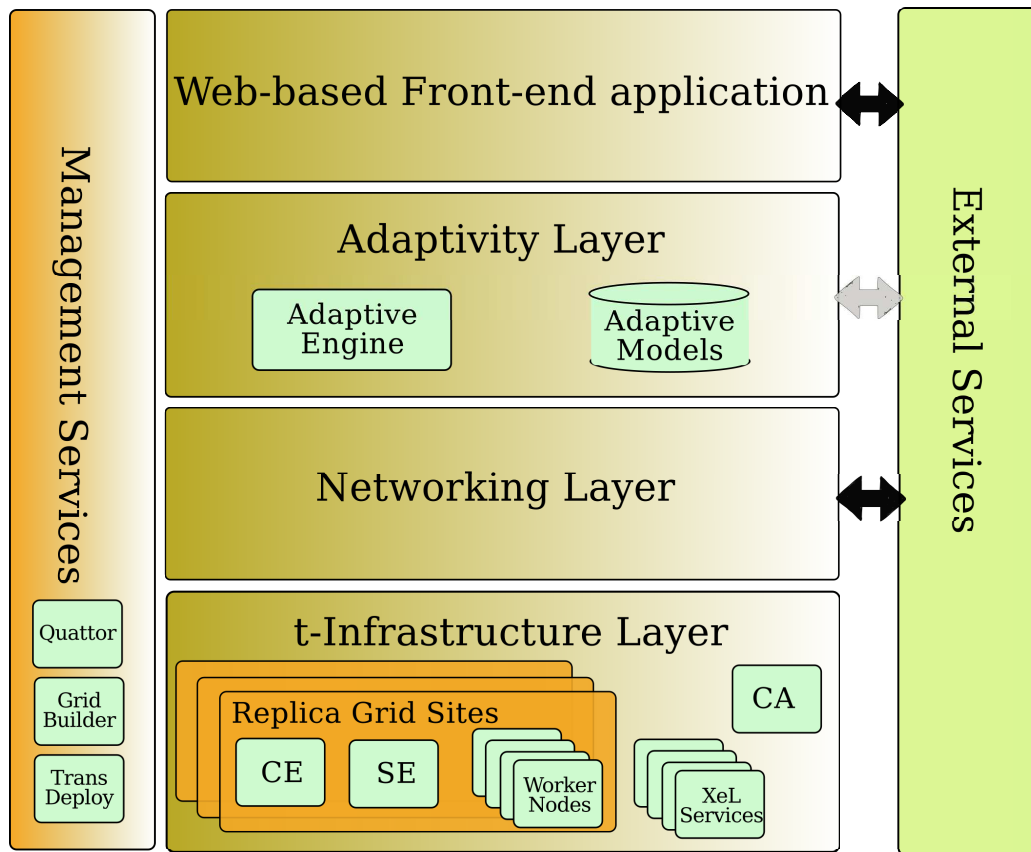 Management Services
Quattor
Grid
Builder
Trans
Deploy
Web-based Front-end application
Adaptivity Layer
Adaptive
Engine
Adaptive
Models
Networking Layer
t-Infrastructure Layer
Replica Grid Sites
CE
SE
Worker
Nodes
CA
XeL
Services
External Services